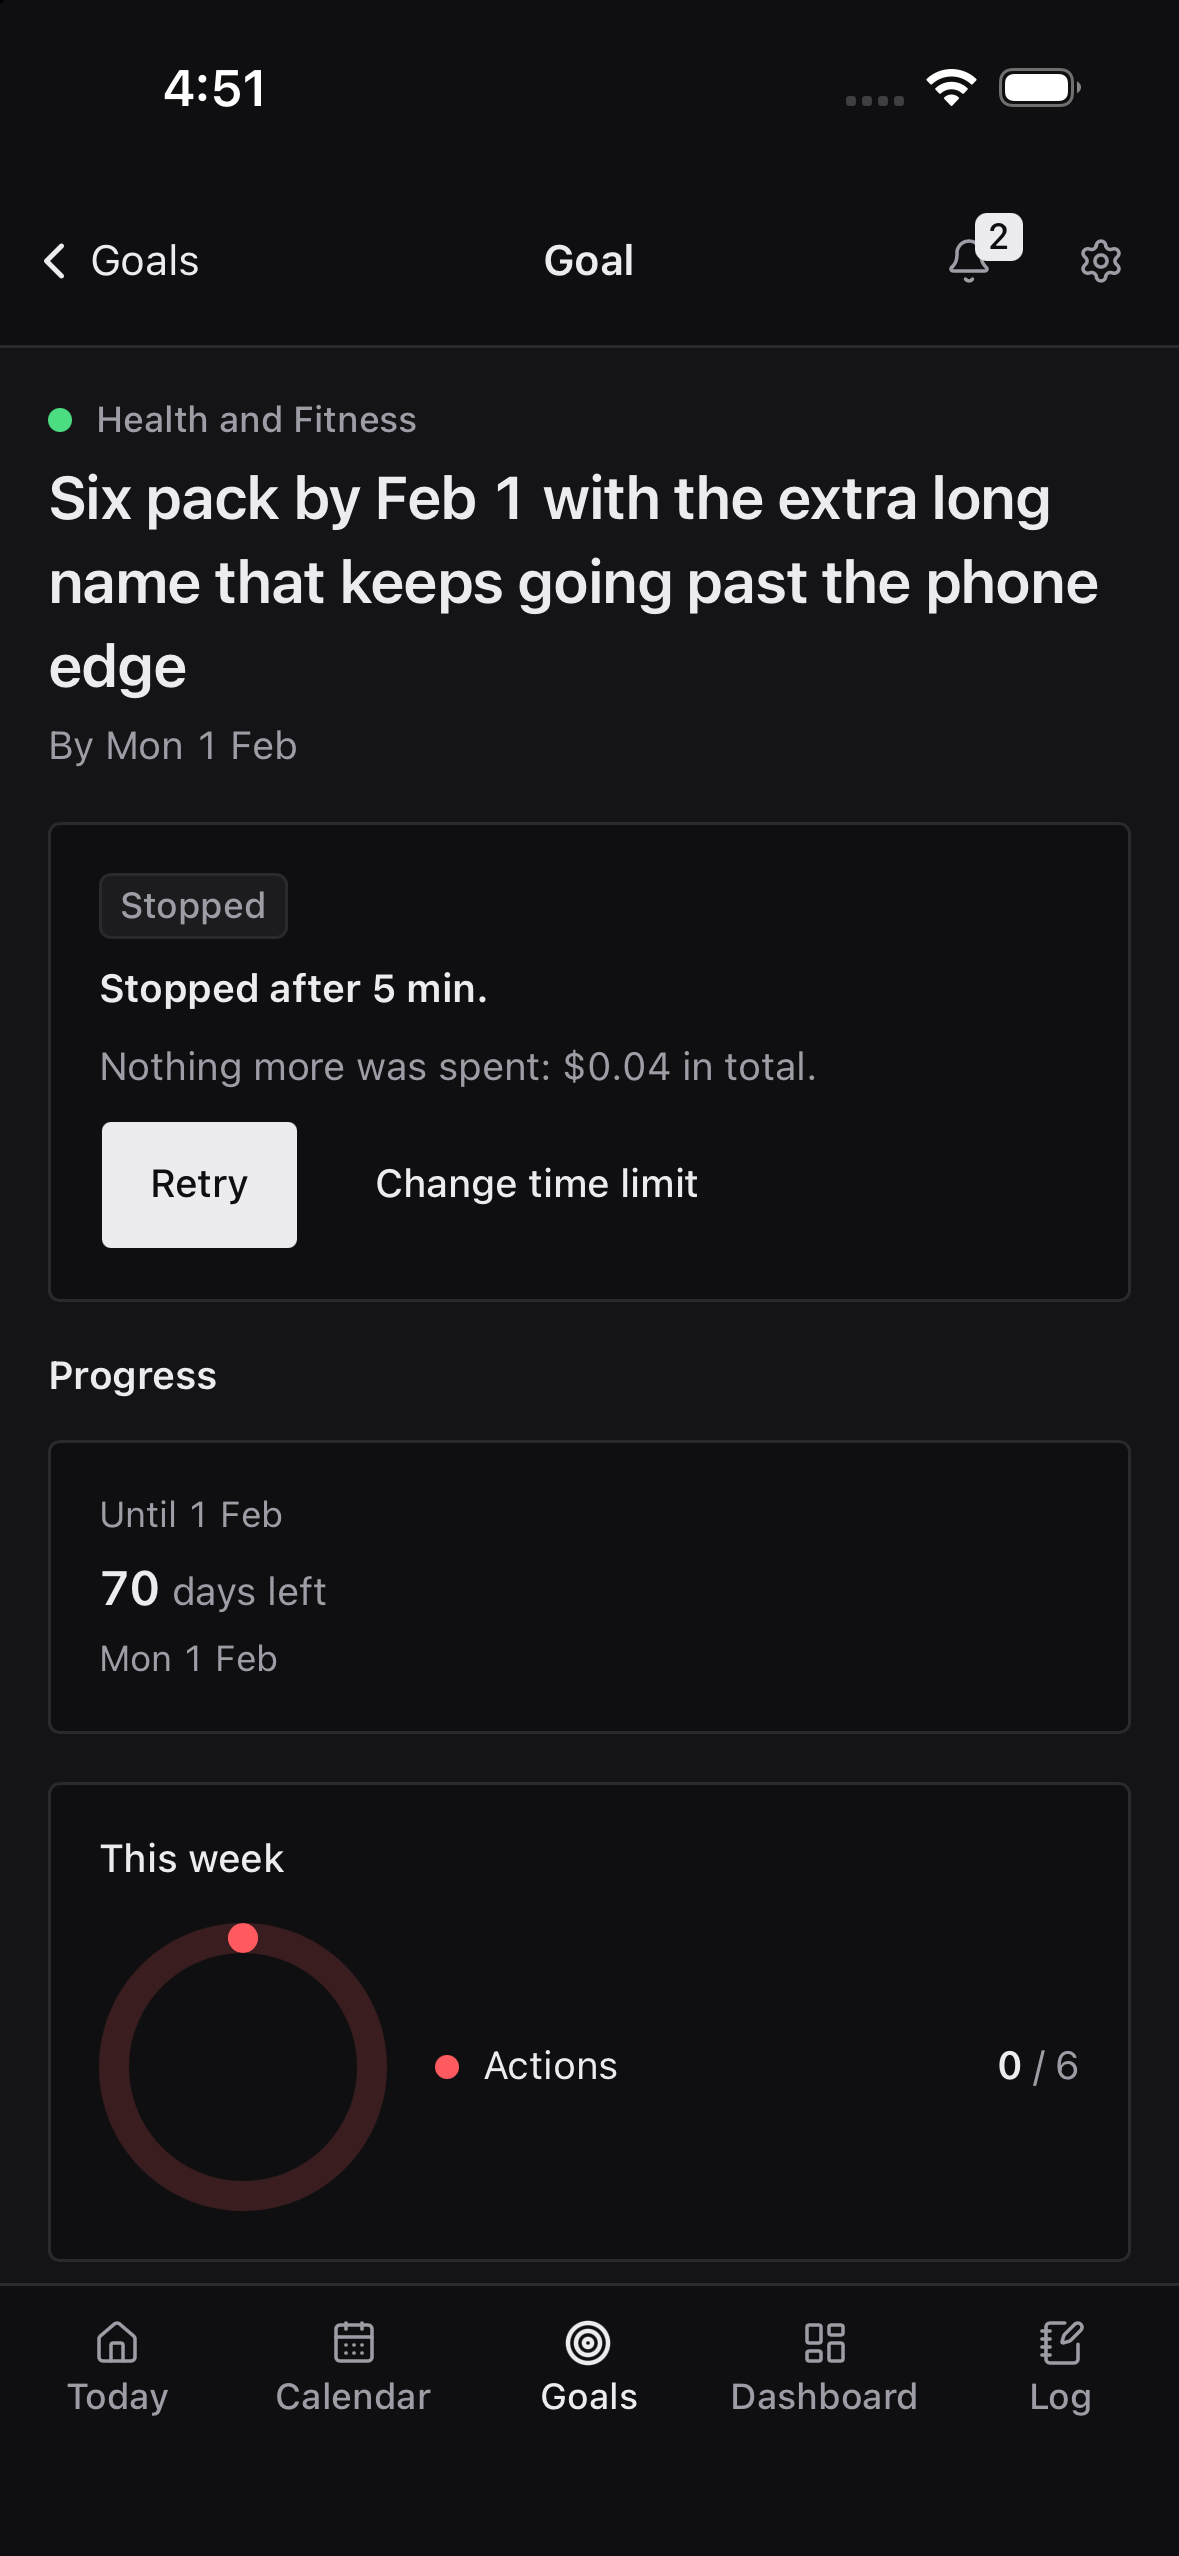 4:51
Goals
Goal
2
Health and Fitness
Six pack by Feb 1 with the extra long
name that keeps going past the phone
edge
By Mon 1 Feb
Stopped
Stopped after 5 min.
Nothing more was spent: $0.04 in total.
Retry
Change time limit
Progress
Until 1 Feb
70 days left
Mon 1 Feb
This week
Actions
0 / 6
Today
Calendar
Goals
Dashboard
Log